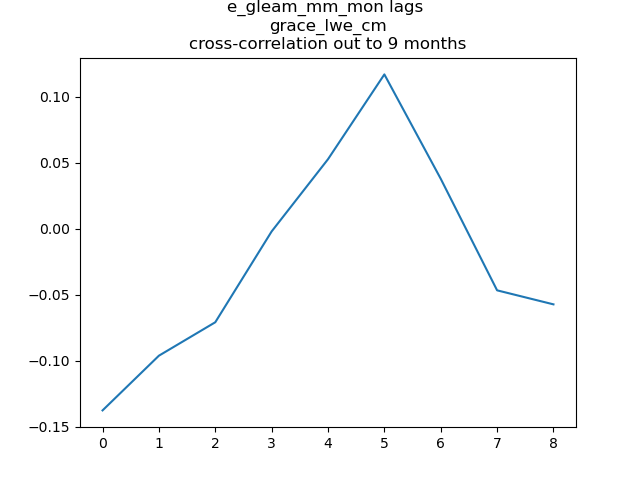 e_gleam_mm_mon lags
grace_lwe_cm
cross-correlation out to 9 months
0.10
0.05
0.00
−0.05
−0.10
−0.15
0 1 2 3 4 5 6 7 8